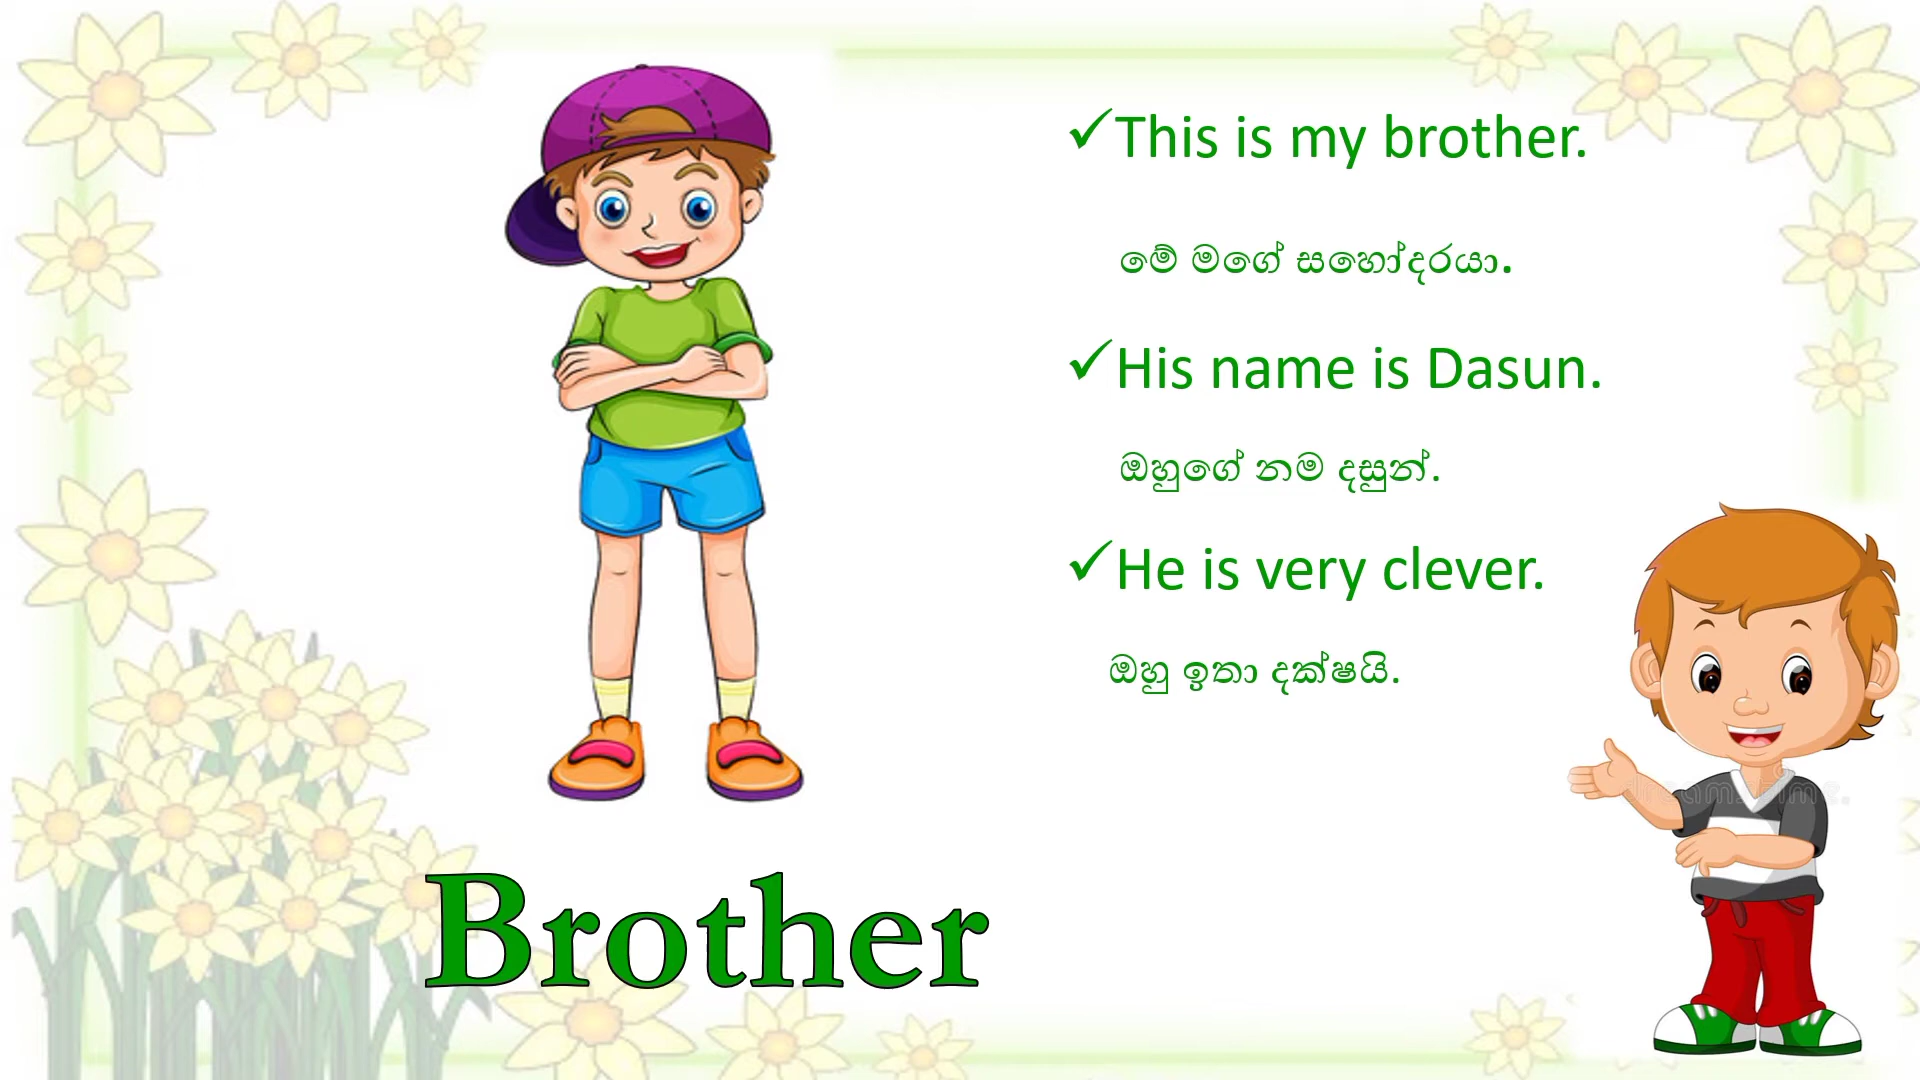 ✓This is my brother.
මේ මගේ සහෝදරයා.
✓His name is Dasun.
ඔහුගේ නම දසුන්.
✓He is very clever.
ඔහු ඉතා දක්ෂයි.
dreamstime.
Brother